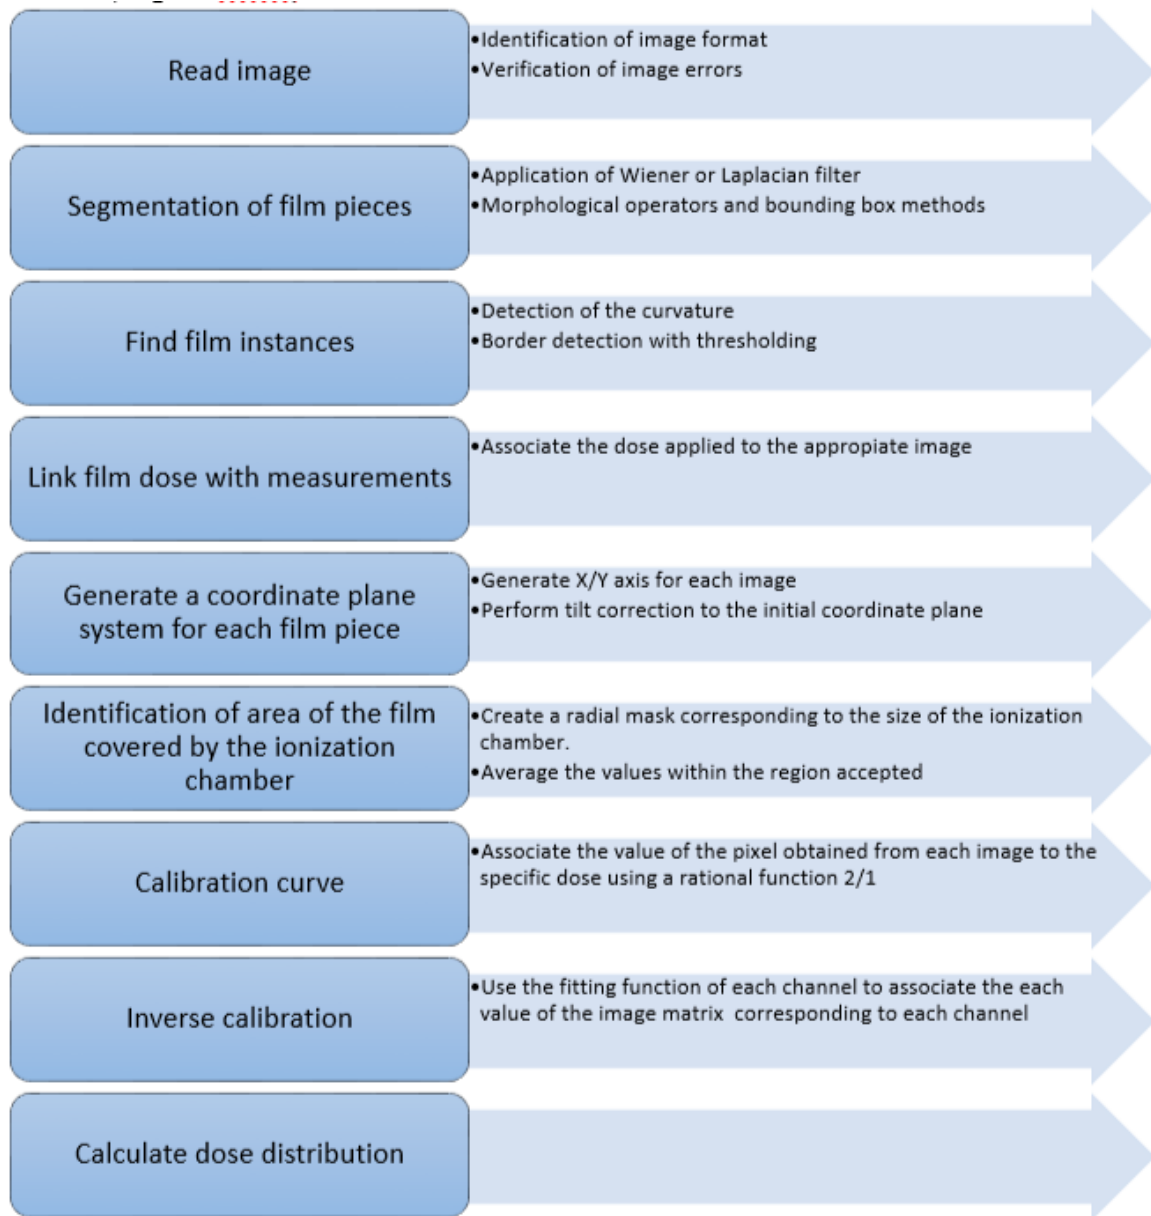 Read image
•Identification of image format
•Verification of image errors
Segmentation of film pieces
•Application of Wiener or Laplacian filter
•Morphological operators and bounding box methods
Find film instances
•Detection of the curvature
•Border detection with thresholding
Link film dose with measurements
•Associate the dose applied to the appropiate image
Generate a coordinate plane
system for each film piece
•Generate X/Y axis for each image
•Perform tilt correction to the initial coordinate plane
Identification of area of the film
covered by the ionization
chamber
•Create a radial mask corresponding to the size of the ionization
chamber.
•Average the values within the region accepted
Calibration curve
•Associate the value of the pixel obtained from each image to the
specific dose using a rational function 2/1
Inverse calibration
•Use the fitting function of each channel to associate the each
value of the image matrix corresponding to each channel
Calculate dose distribution